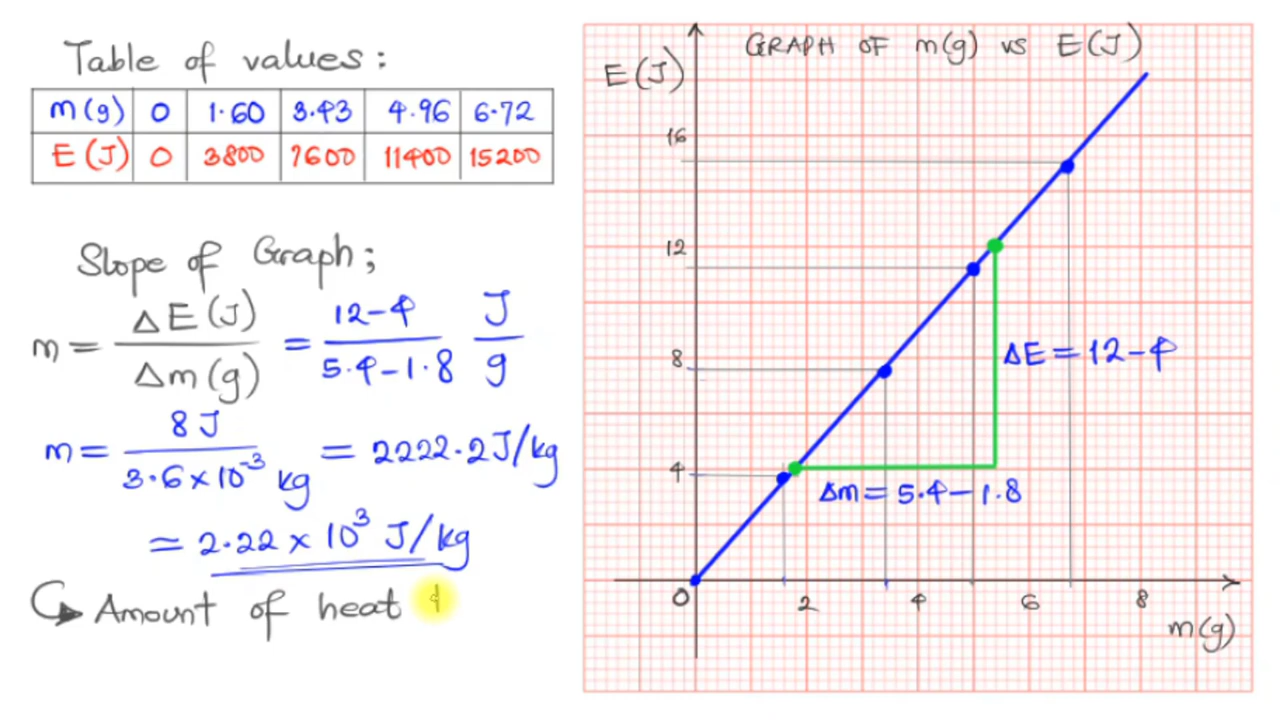 Table of values:
m(g) 0 1.60 3.43 4.96 6.72
E(J) 0 3800 7600 11400 15200
Slope of Graph;
m = ΔE(J) / Δm(g) = 12-4 / 5.4-1.8 J / g
m = 8J / 3.6×10⁻³ kg = 2222.2J/kg
= 2.22 × 10³ J/kg
Amount of heat
GRAPH OF m(g) vs E(J)
E(J)
16
12
8
4
0
2 4 6 8
m(g)
ΔE = 12-4
Δm = 5.4-1.8